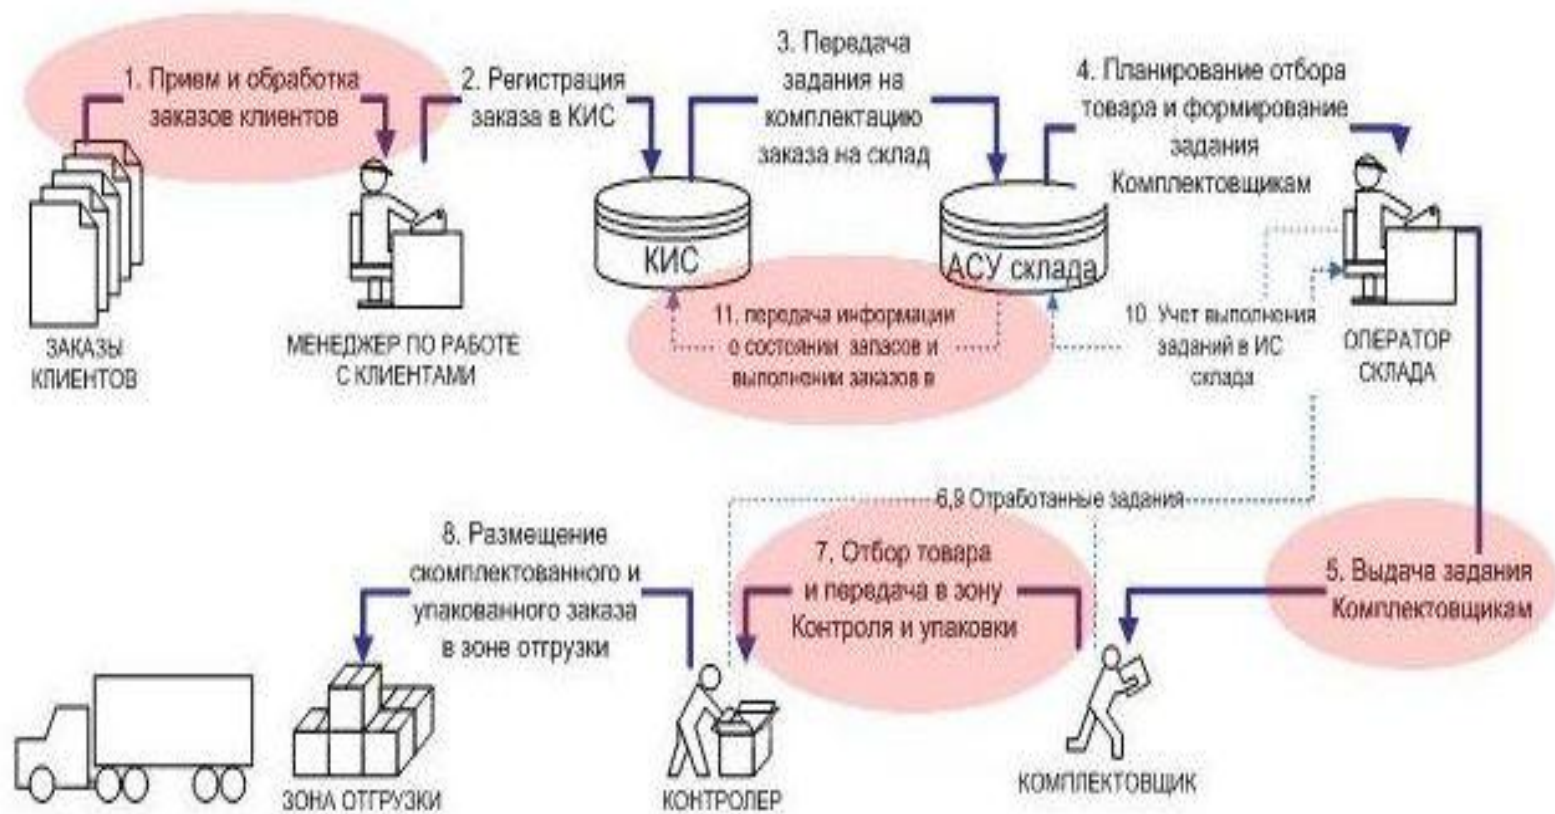 1. Прием и обработка
заказов клиентов
2. Регистрация
заказа в КИС
3. Передача
задания на
комплектацию
заказа на склад
4. Планирование отбора
товара и формирование
задания
Комплектовщикам
КИС
АСУ склада
11. передача информации
о состоянии запасов и
выполнении заказов в
10. Учет выполнения
заданий в ИС
склада
ЗАКАЗЫ
КЛИЕНТОВ
МЕНЕДЖЕР ПО РАБОТЕ
С КЛИЕНТАМИ
ОПЕРАТОР
СКЛАДА
6,9 Отработанные задания
8. Размещение
скомплектованного и
упакованного заказа
в зоне отгрузки
7. Отбор товара
и передача в зону
Контроля и упаковки
5. Выдача задания
Комплектовщикам
ЗОНА ОТГРУЗКИ
КОНТРОЛЕР
КОМПЛЕКТОВЩИК